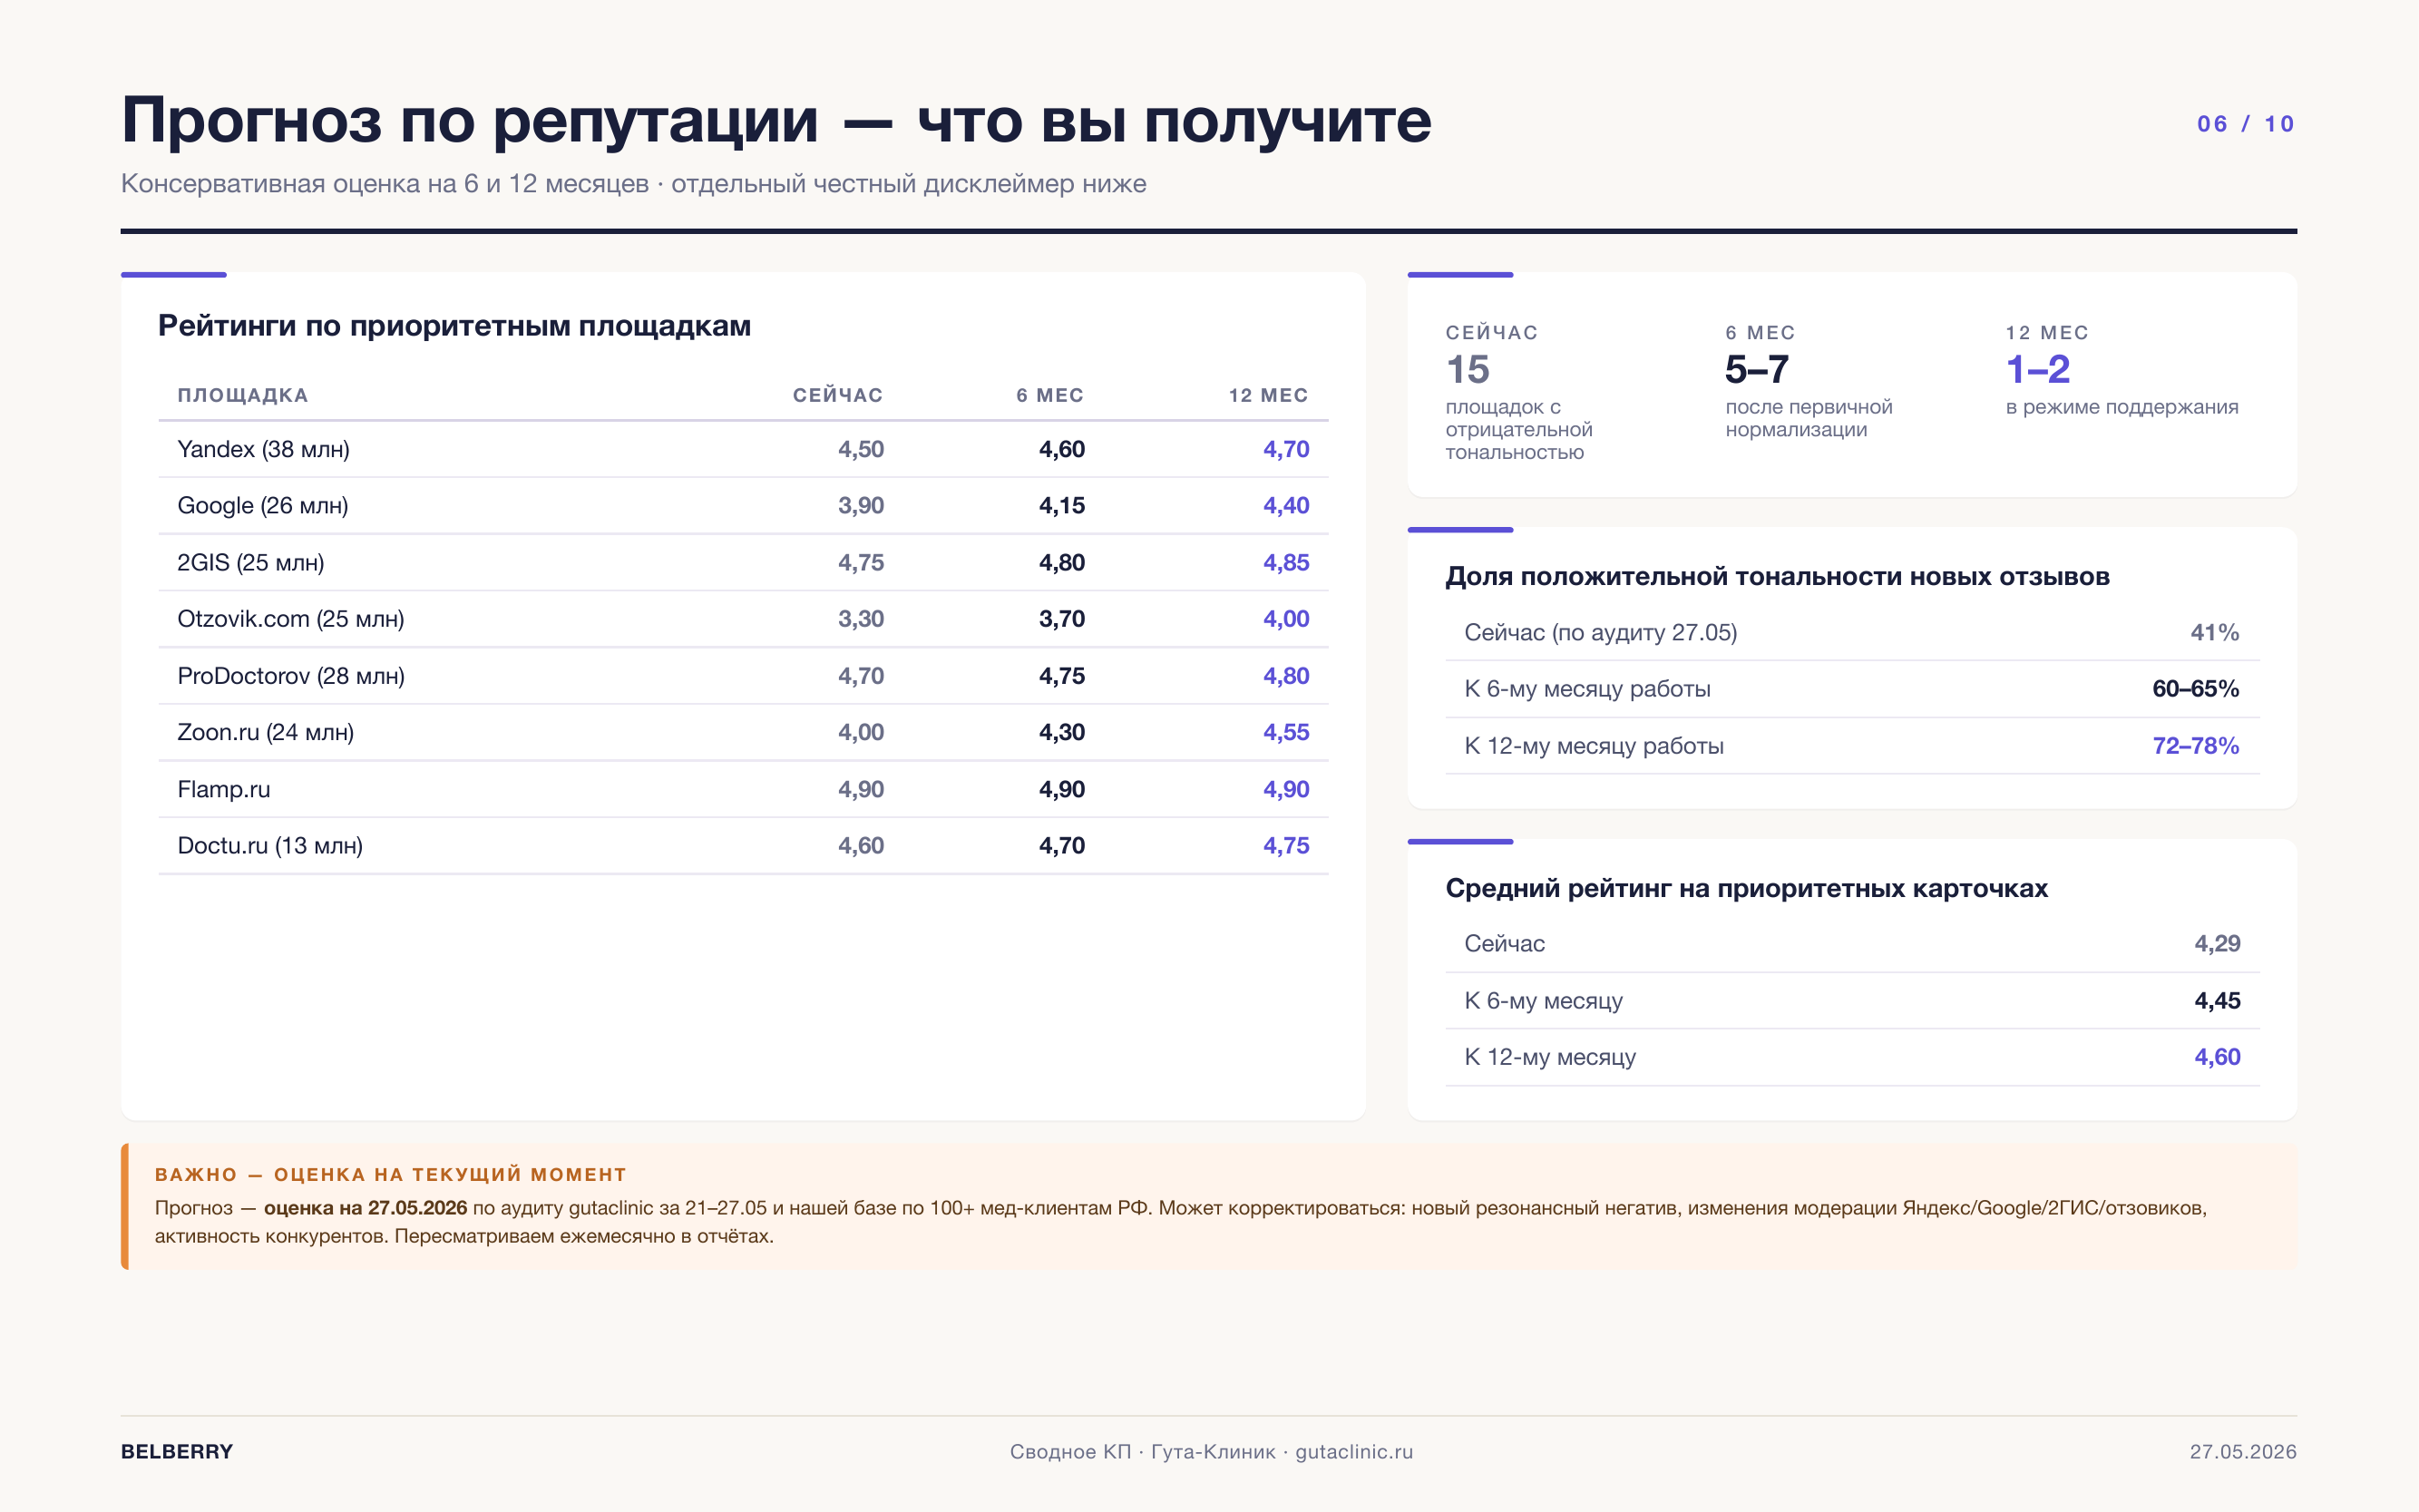 Прогноз по репутации — что вы получите
06 / 10
Консервативная оценка на 6 и 12 месяцев · отдельный честный дисклеймер ниже
Рейтинги по приоритетным площадкам
ПЛОЩАДКА СЕЙЧАС 6 МЕС 12 МЕС
Yandex (38 млн) 4,50 4,60 4,70
Google (26 млн) 3,90 4,15 4,40
2GIS (25 млн) 4,75 4,80 4,85
Otzovik.com (25 млн) 3,30 3,70 4,00
ProDoctorov (28 млн) 4,70 4,75 4,80
Zoon.ru (24 млн) 4,00 4,30 4,55
Flamp.ru 4,90 4,90 4,90
Doctu.ru (13 млн) 4,60 4,70 4,75
СЕЙЧАС
15
площадок с
отрицательной
тональностью
6 МЕС
5–7
после первичной
нормализации
12 МЕС
1–2
в режиме поддержания
Доля положительной тональности новых отзывов
Сейчас (по аудиту 27.05) 41%
К 6-му месяцу работы 60–65%
К 12-му месяцу работы 72–78%
Средний рейтинг на приоритетных карточках
Сейчас 4,29
К 6-му месяцу 4,45
К 12-му месяцу 4,60
ВАЖНО — ОЦЕНКА НА ТЕКУЩИЙ МОМЕНТ
Прогноз — оценка на 27.05.2026 по аудиту gutaclinic за 21–27.05 и нашей базе по 100+ мед-клиентам РФ. Может корректироваться: новый резонансный негатив, изменения модерации Яндекс/Google/2ГИС/отзовиков,
активность конкурентов. Пересматриваем ежемесячно в отчётах.
BELBERRY
Сводное КП · Гута-Клиник · gutaclinic.ru
27.05.2026